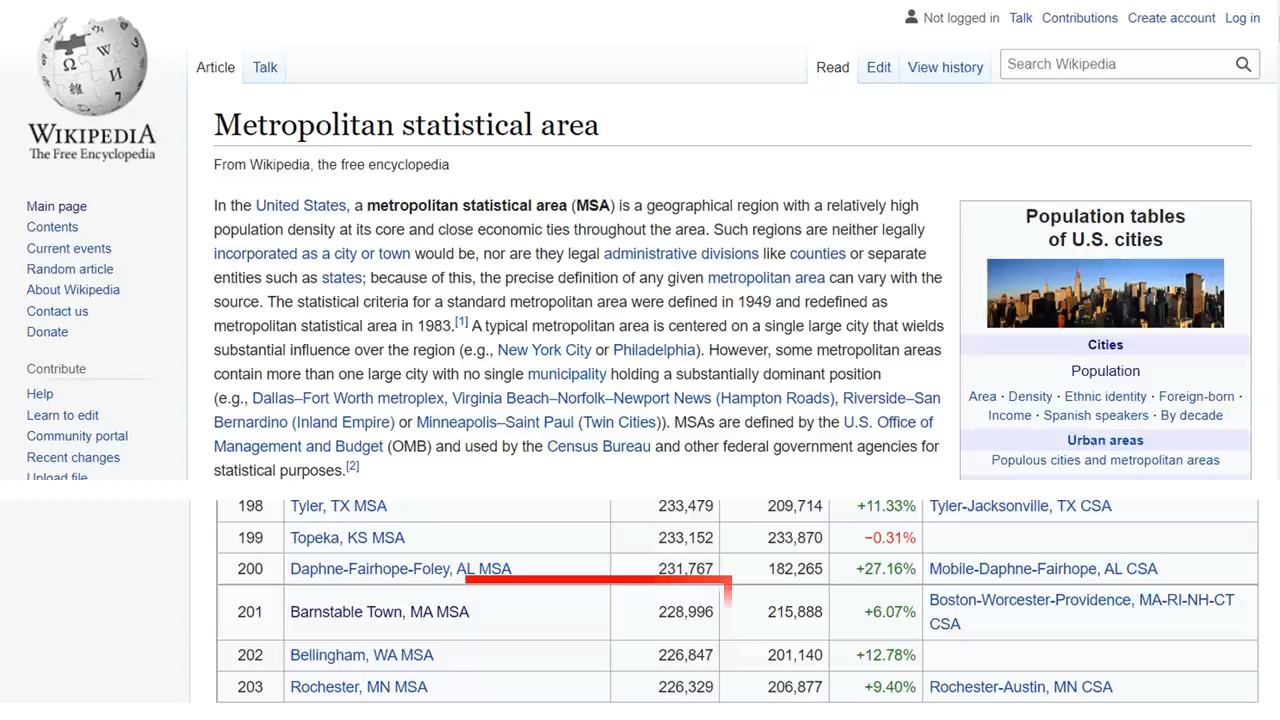 Not logged in Talk Contributions Create account Log in
Article Talk Read Edit View history Search Wikipedia
WIKIPEDIA
The Free Encyclopedia
Main page
Contents
Current events
Random article
About Wikipedia
Contact us
Donate
Contribute
Help
Learn to edit
Community portal
Recent changes
Upload file
Metropolitan statistical area
From Wikipedia, the free encyclopedia
In the United States, a metropolitan statistical area (MSA) is a geographical region with a relatively high
population density at its core and close economic ties throughout the area. Such regions are neither legally
incorporated as a city or town would be, nor are they legal administrative divisions like counties or separate
entities such as states; because of this, the precise definition of any given metropolitan area can vary with the
source. The statistical criteria for a standard metropolitan area were defined in 1949 and redefined as
metropolitan statistical area in 1983.[1] A typical metropolitan area is centered on a single large city that wields
substantial influence over the region (e.g., New York City or Philadelphia). However, some metropolitan areas
contain more than one large city with no single municipality holding a substantially dominant position
(e.g., Dallas–Fort Worth metroplex, Virginia Beach–Norfolk–Newport News (Hampton Roads), Riverside–San
Bernardino (Inland Empire) or Minneapolis–Saint Paul (Twin Cities)). MSAs are defined by the U.S. Office of
Management and Budget (OMB) and used by the Census Bureau and other federal government agencies for
statistical purposes.[2]
Population tables
of U.S. cities
Cities
Population
Area · Density · Ethnic identity · Foreign-born ·
Income · Spanish speakers · By decade
Urban areas
Populous cities and metropolitan areas
198 Tyler, TX MSA 233,479 209,714 +11.33% Tyler-Jacksonville, TX CSA
199 Topeka, KS MSA 233,152 233,870 −0.31%
200 Daphne-Fairhope-Foley, AL MSA 231,767 182,265 +27.16% Mobile-Daphne-Fairhope, AL CSA
201 Barnstable Town, MA MSA 228,996 215,888 +6.07% Boston-Worcester-Providence, MA-RI-NH-CT
CSA
202 Bellingham, WA MSA 226,847 201,140 +12.78%
203 Rochester, MN MSA 226,329 206,877 +9.40% Rochester-Austin, MN CSA